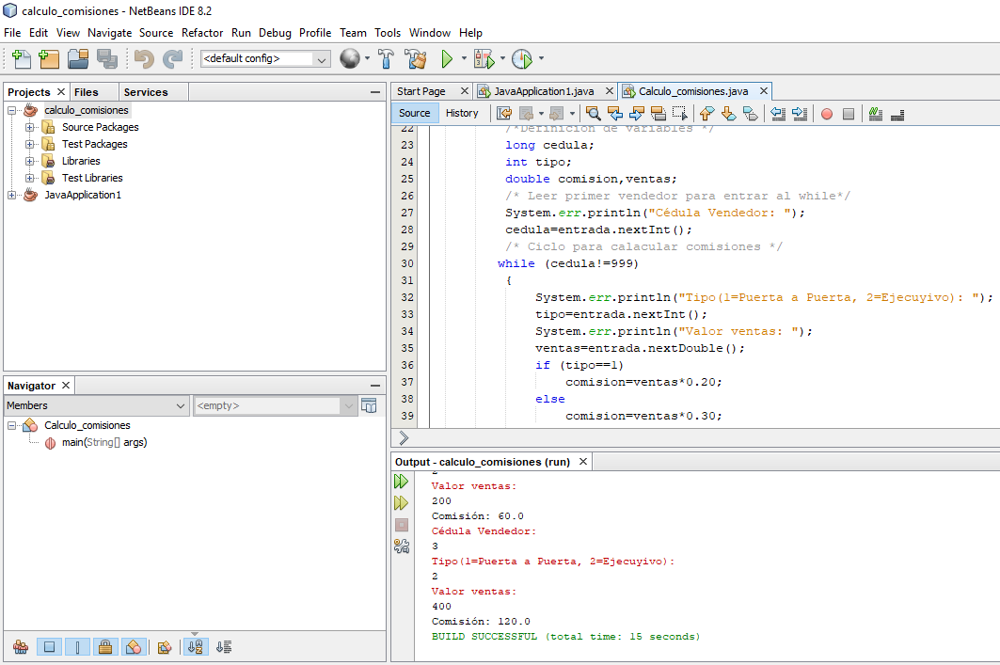 calculo_comisiones - NetBeans IDE 8.2
File Edit View Navigate Source Refactor Run Debug Profile Team Tools Window Help
<default config>
Projects
Files
Services
calculo_comisiones
Source Packages
Test Packages
Libraries
Test Libraries
JavaApplication1
Navigator
Members
<empty>
Calculo_comisiones
main(String[] args)
Start Page
JavaApplication1.java
Calculo_comisiones.java
Source
History
22 /*Definicion de variables */
23 long cedula;
24 int tipo;
25 double comision,ventas;
26 /* Leer primer vendedor para entrar al while*/
27 System.err.println("Cédula Vendedor: ");
28 cedula=entrada.nextInt();
29 /* Ciclo para calacular comisiones */
30 while (cedula!=999)
31 {
32 System.err.println("Tipo(1=Puerta a Puerta, 2=Ejecuyivo): ");
33 tipo=entrada.nextInt();
34 System.err.println("Valor ventas: ");
35 ventas=entrada.nextDouble();
36 if (tipo==1)
37 comision=ventas*0.20;
38 else
39 comision=ventas*0.30;
Output - calculo_comisiones (run)
2
Valor ventas:
200
Comisión: 60.0
Cédula Vendedor:
3
Tipo(1=Puerta a Puerta, 2=Ejecuyivo):
2
Valor ventas:
400
Comisión: 120.0
BUILD SUCCESSFUL (total time: 15 seconds)